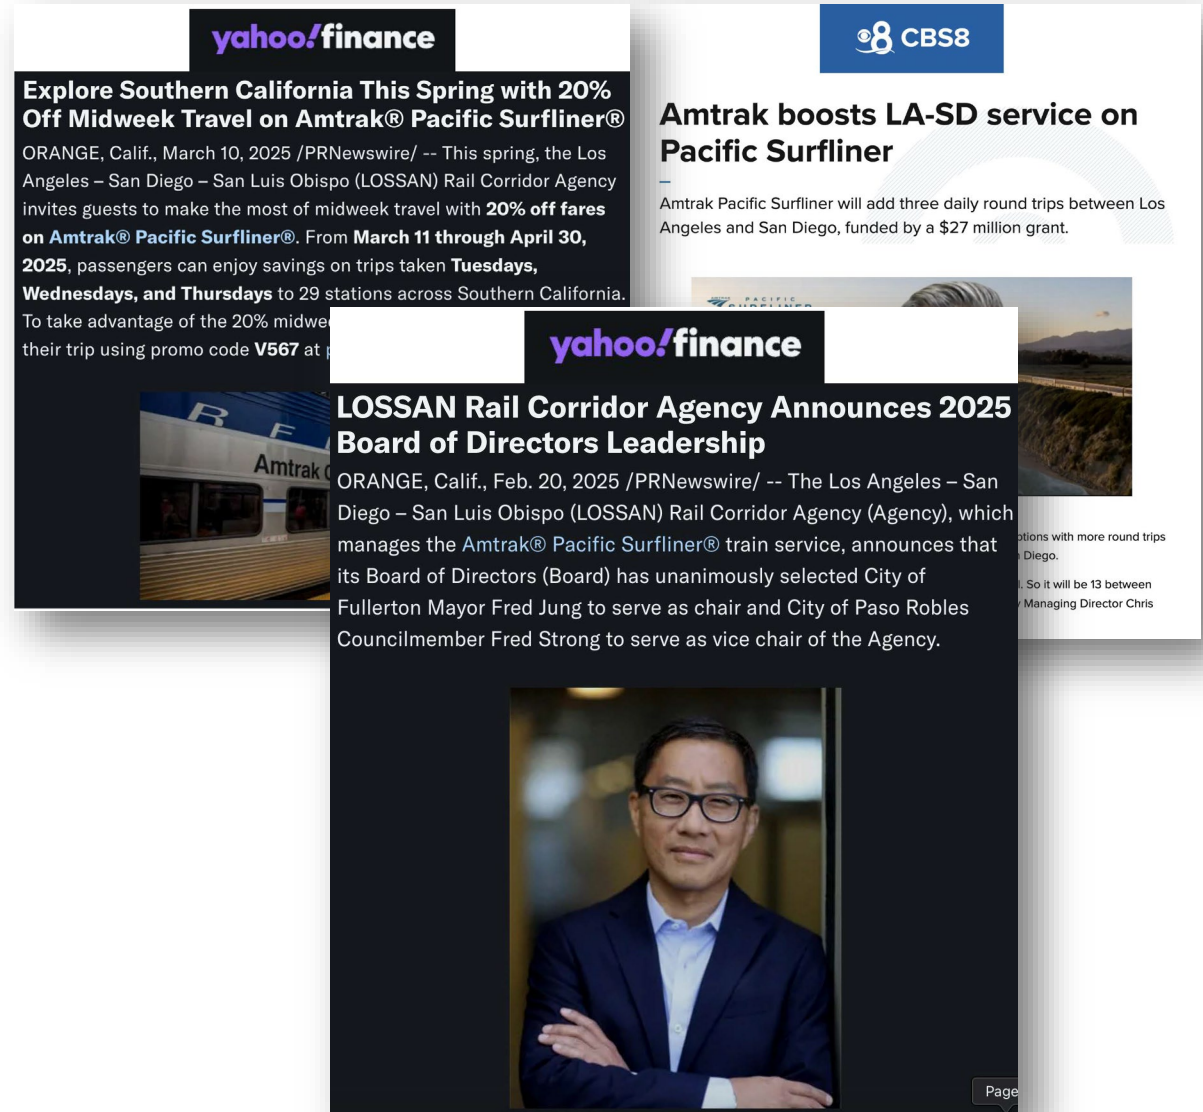 yahoo!finance
Explore Southern California This Spring with 20%
Off Midweek Travel on Amtrak® Pacific Surfliner®
ORANGE, Calif., March 10, 2025 /PRNewswire/ -- This spring, the Los
Angeles – San Diego – San Luis Obispo (LOSSAN) Rail Corridor Agency
invites guests to make the most of midweek travel with 20% off fares
on Amtrak® Pacific Surfliner®. From March 11 through April 30,
2025, passengers can enjoy savings on trips taken Tuesdays,
Wednesdays, and Thursdays to 29 stations across Southern California.
To take advantage of the 20%
their trip using promo code V567 at
Amtrak
8 CBS8
Amtrak boosts LA-SD service on
Pacific Surfliner
Amtrak Pacific Surfliner will add three daily round trips between Los
Angeles and San Diego, funded by a $27 million grant.
PACIFIC
with more round trips
Diego.
So it will be 13 between
Managing Director Chris
yahoo!finance
LOSSAN Rail Corridor Agency Announces 2025
Board of Directors Leadership
ORANGE, Calif., Feb. 20, 2025 /PRNewswire/ -- The Los Angeles – San
Diego – San Luis Obispo (LOSSAN) Rail Corridor Agency (Agency), which
manages the Amtrak® Pacific Surfliner® train service, announces that
its Board of Directors (Board) has unanimously selected City of
Fullerton Mayor Fred Jung to serve as chair and City of Paso Robles
Councilmember Fred Strong to serve as vice chair of the Agency.
Page